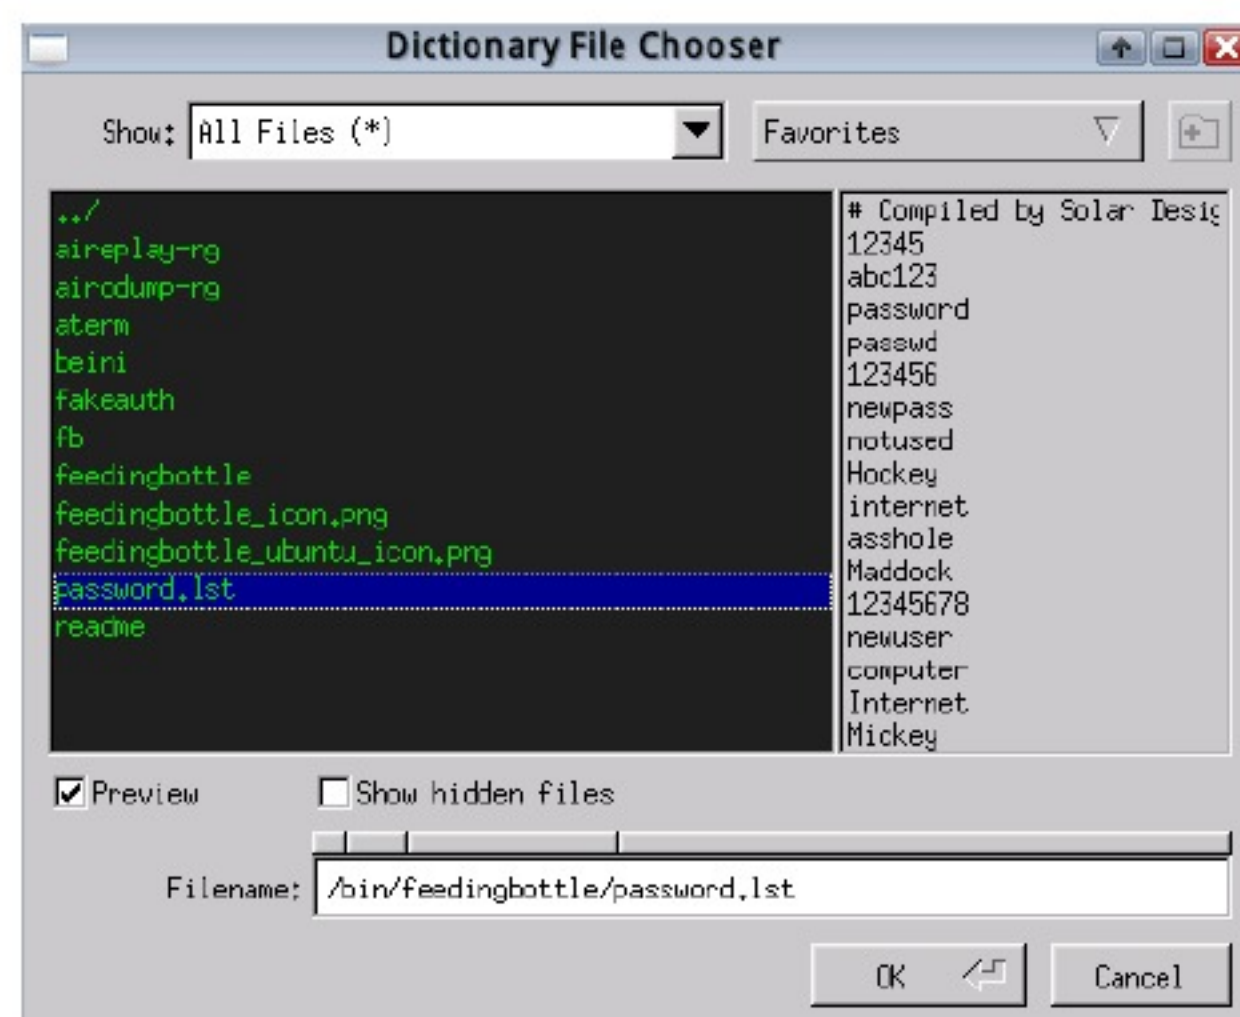 Dictionary File Chooser
Show: All Files (*)
Favorites
../
aireplay-rg
airodump-rg
aterm
beini
fakeauth
fb
feedingbottle
feedingbottle_icon.png
feedingbottle_ubuntu_icon.png
password.lst
readme
# Compiled by Solar Desig
12345
abc123
password
passwd
123456
newpass
notused
Hockey
internet
asshole
Maddock
12345678
newuser
computer
Internet
Mickey
Preview
Show hidden files
Filename: /bin/feedingbottle/password.lst
OK
Cancel